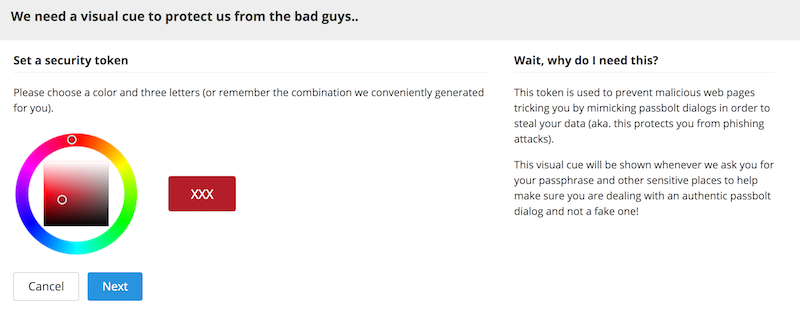 We need a visual cue to protect us from the bad guys..
Set a security token
Please choose a color and three letters (or remember the combination we conveniently generated
for you).
XXX
Cancel
Next
Wait, why do I need this?
This token is used to prevent malicious web pages
tricking you by mimicking passbolt dialogs in order to
steal your data (aka. this protects you from phishing
attacks).
This visual cue will be shown whenever we ask you for
your passphrase and other sensitive places to help
make sure you are dealing with an authentic passbolt
dialog and not a fake one!